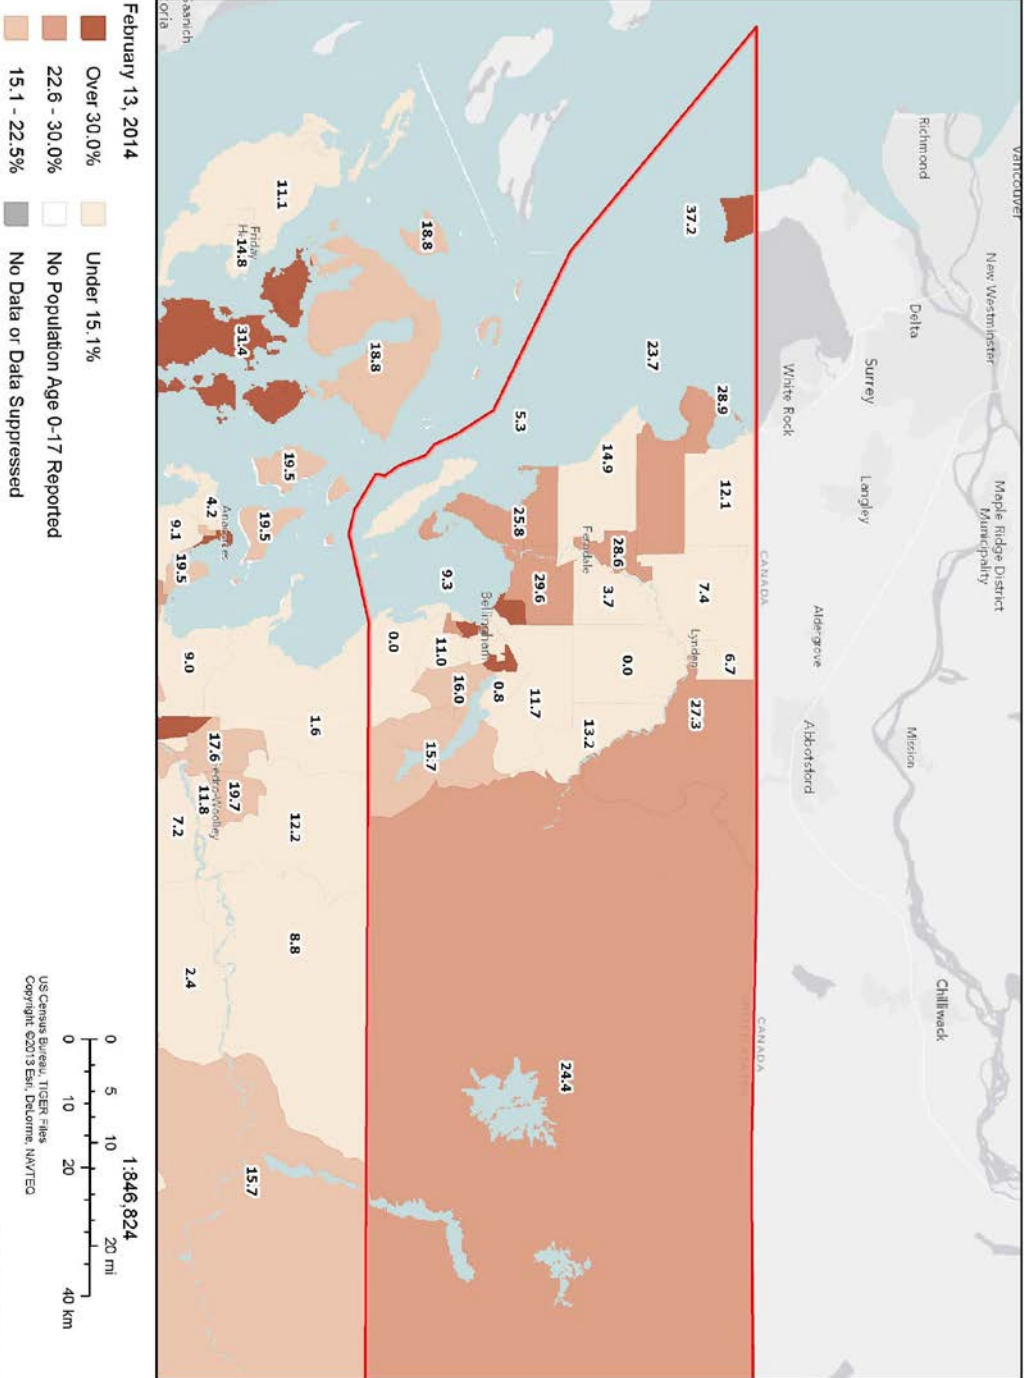 Vancouver
Richmond
New Westminster
Delta
Surrey
White Rock
Langley
Maple Ridge District
Municipality
Aldergrove
Abbotsford
Mission
Chilliwack
CANADA
CANADA
37.2
23.7
28.9
12.1
14.9
5.3
7.4
6.7
Lynden
27.3
28.6
Ferndale
3.7
0.0
25.8
29.6
13.2
11.7
Bellingham
9.3
0.8
16.0
11.0
15.7
0.0
24.4
aanich
oria
11.1
Friday
14.8
18.8
18.8
31.4
19.5
19.5
Anacortes
4.2
9.1
19.5
9.0
1.6
17.6
edro-Woolley
19.7
11.8
7.2
12.2
8.8
2.4
15.7
February 13, 2014
Over 30.0%
22.6 - 30.0%
15.1 - 22.5%
Under 15.1%
No Population Age 0-17 Reported
No Data or Data Suppressed
1:846,824
0 5 10 20 mi
0 10 20 40 km
US Census Bureau, TIGER Files
Copyright: ©2013 Esri, DeLorme, NAVTEQ